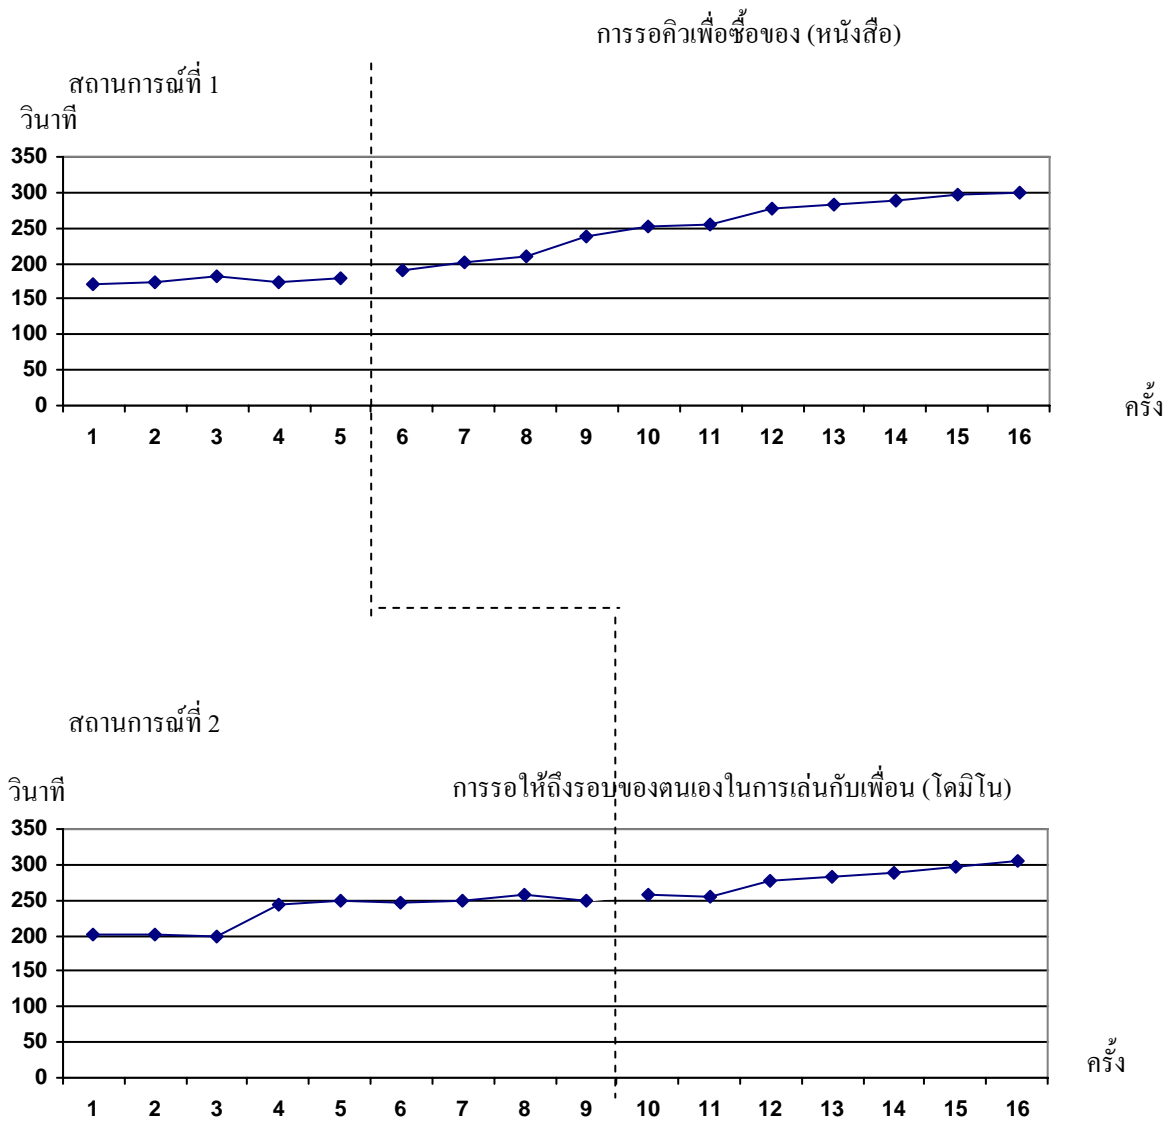 การรอคิวเพื่อซื้อของ (หนังสือ)
สถานการณ์ที่ 1
วินาที
350
300
250
200
150
100
50
0
1 2 3 4 5 6 7 8 9 10 11 12 13 14 15 16
ครั้ง
สถานการณ์ที่ 2
วินาที
การรอให้ถึงรอบของตนเองในการเล่นกับเพื่อน (โดมิโน)
350
300
250
200
150
100
50
0
1 2 3 4 5 6 7 8 9 10 11 12 13 14 15 16
ครั้ง